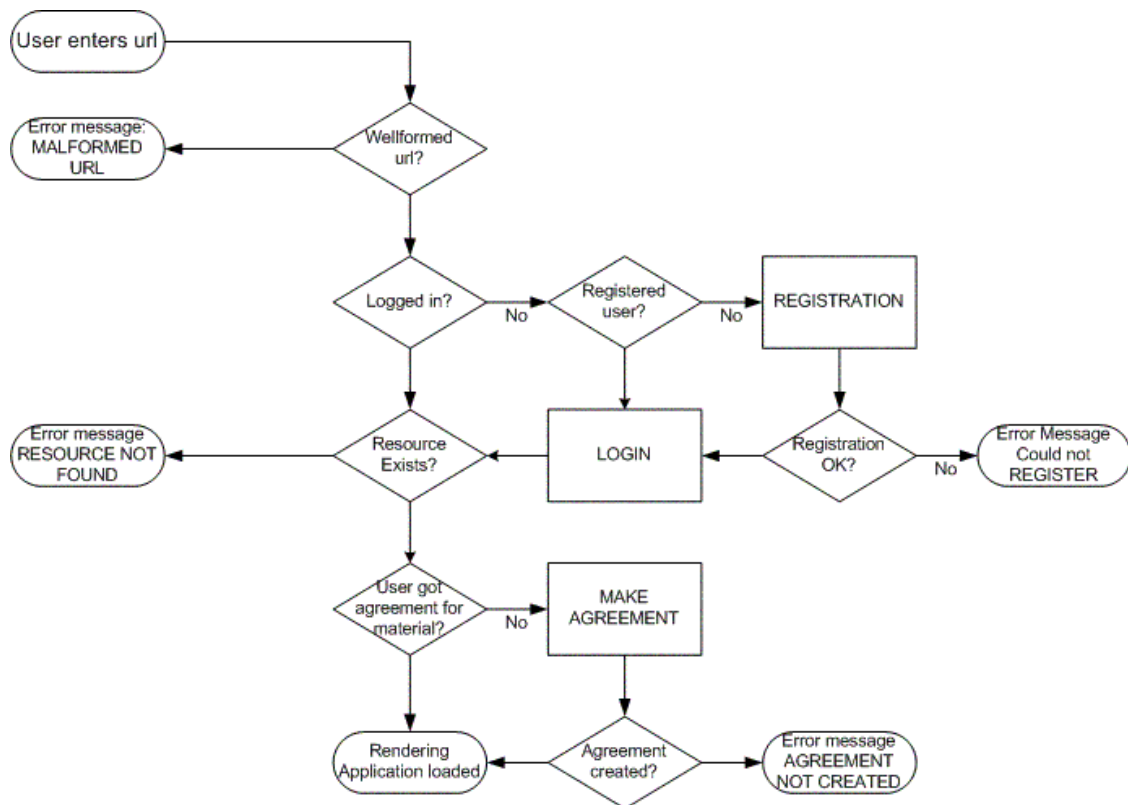 User enters url
Error message:
MALFORMED
URL
Wellformed
url?
Logged in?
No
Registered
user?
No
REGISTRATION
Error message
RESOURCE NOT
FOUND
Resource
Exists?
LOGIN
Registration
OK?
No
Error Message
Could not
REGISTER
User got
agreement for
material?
No
MAKE
AGREEMENT
Rendering
Application loaded
Agreement
created?
Error message
AGREEMENT
NOT CREATED